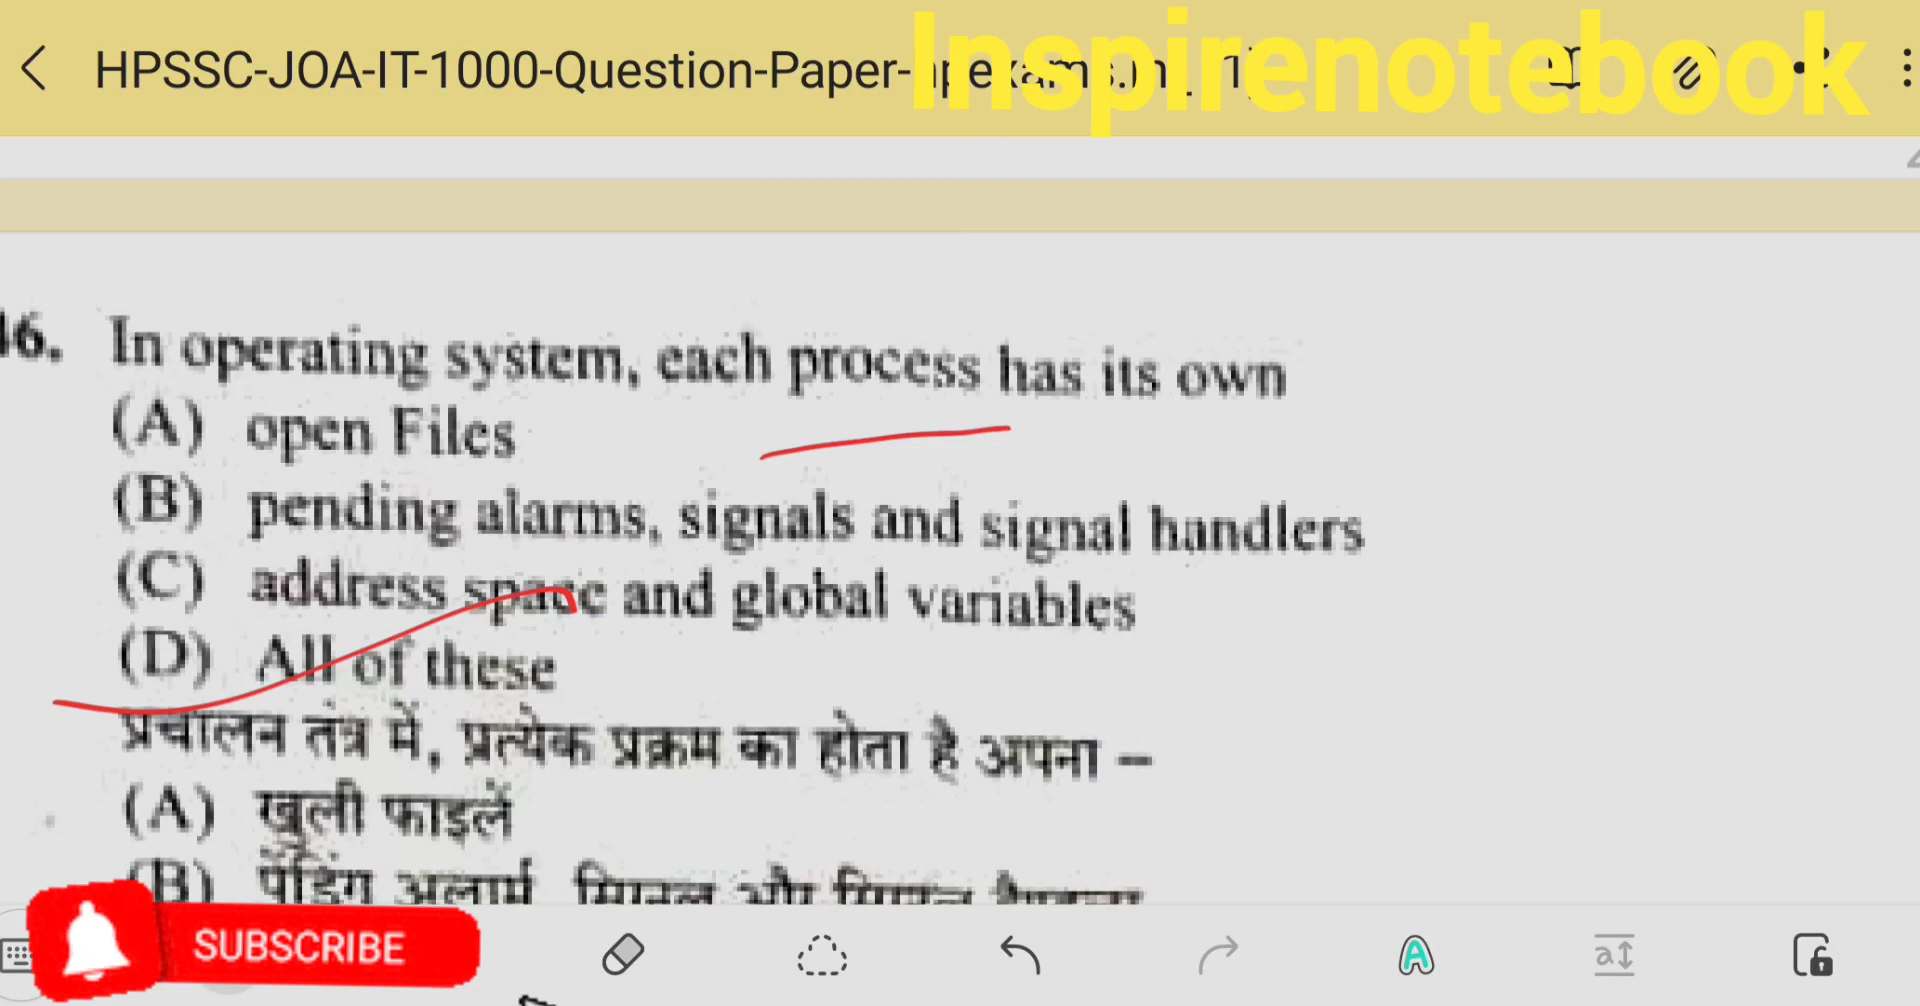 HPSSC-JOA-IT-1000-Question-Paper-
Inspirenotebook
46. In operating system, each process has its own
(A) open Files
(B) pending alarms, signals and signal handlers
(C) address space and global variables
(D) All of these
प्रचालन तंत्र में, प्रत्येक प्रक्रम का होता है अपना –
(A) खुली फाइलें
(B) पेंडिंग अलार्म
SUBSCRIBE